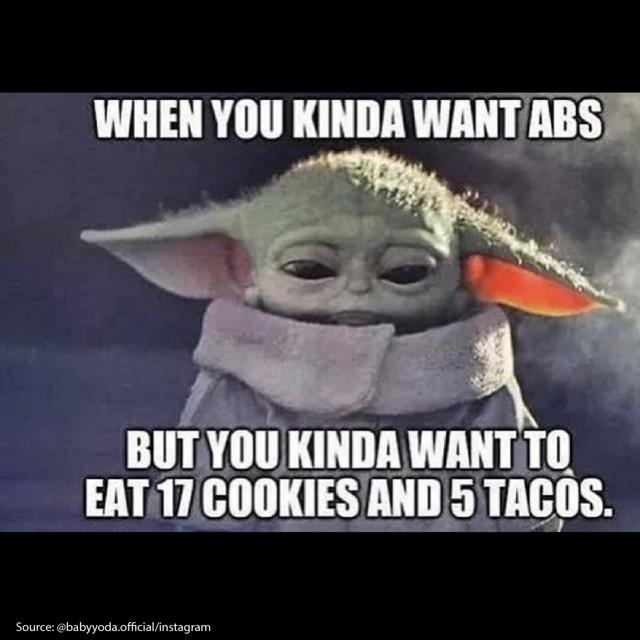 WHEN YOU KINDA WANT ABS
BUT YOU KINDA WANT TO
EAT 17 COOKIES AND 5 TACOS.
Source: @babyyoda.official/instagram